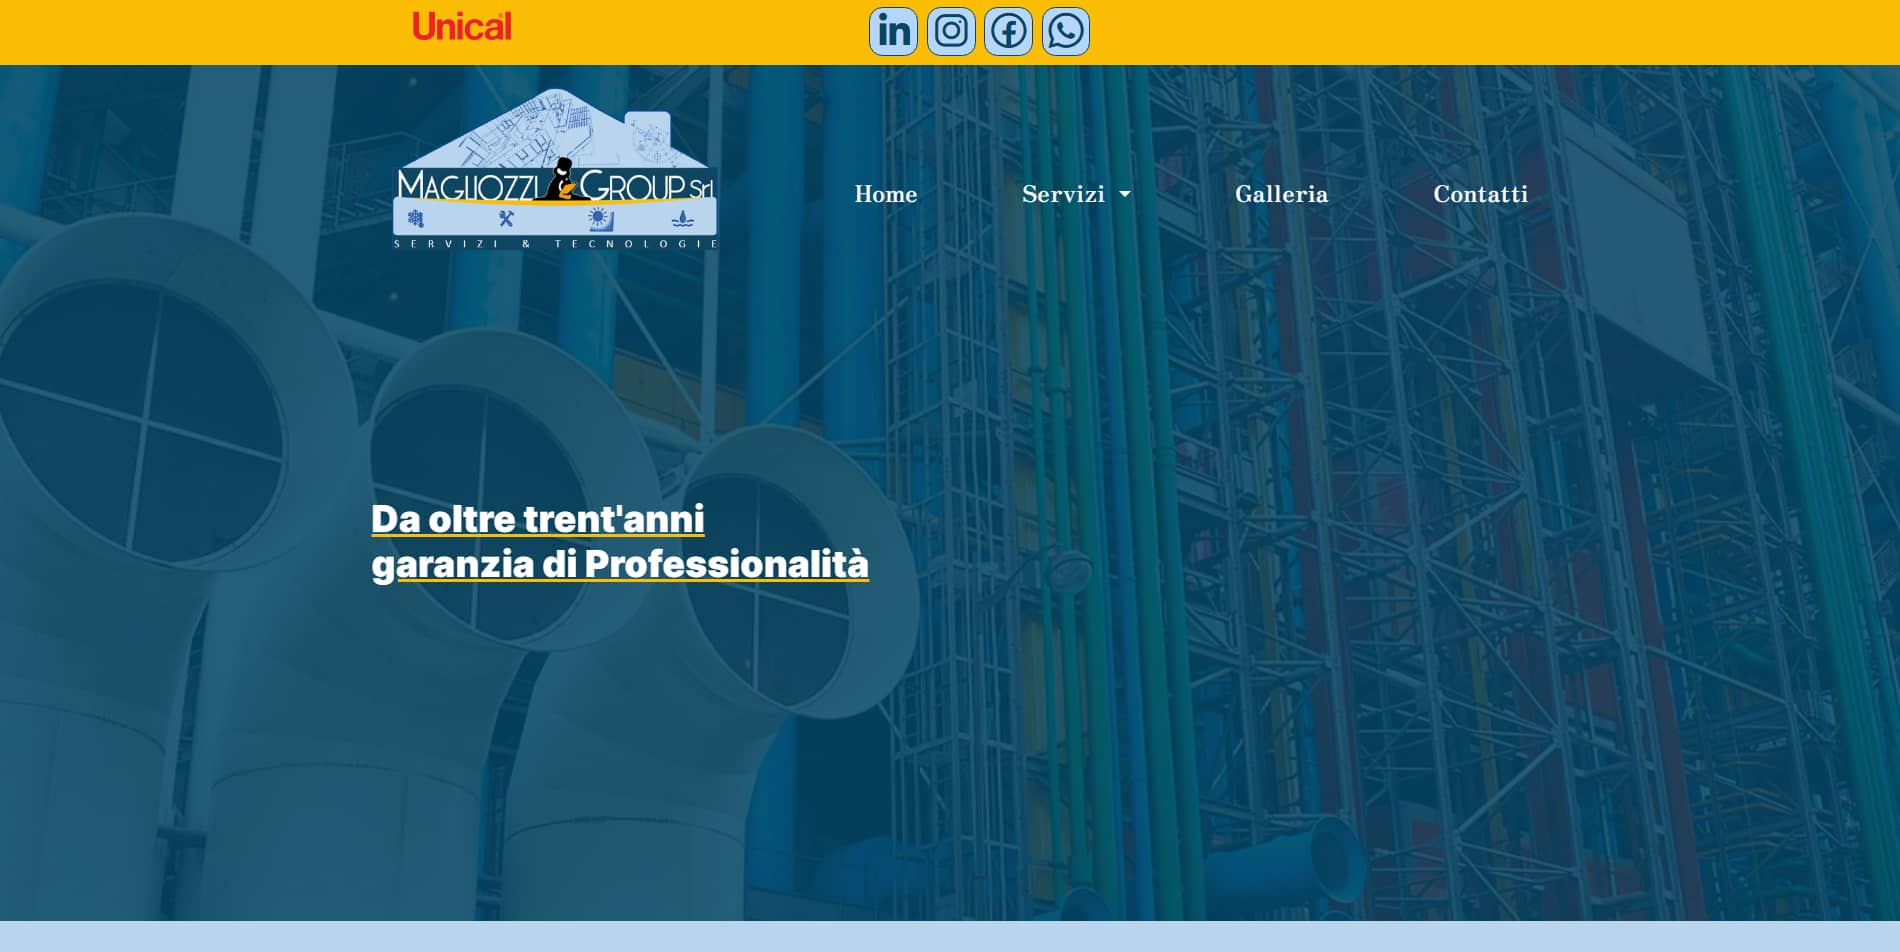 Unical
MAGLIOZZI & GROUP Srl
SERVIZI & TECNOLOGIE
Home
Servizi
Galleria
Contatti
Da oltre trent'anni
garanzia di Professionalità